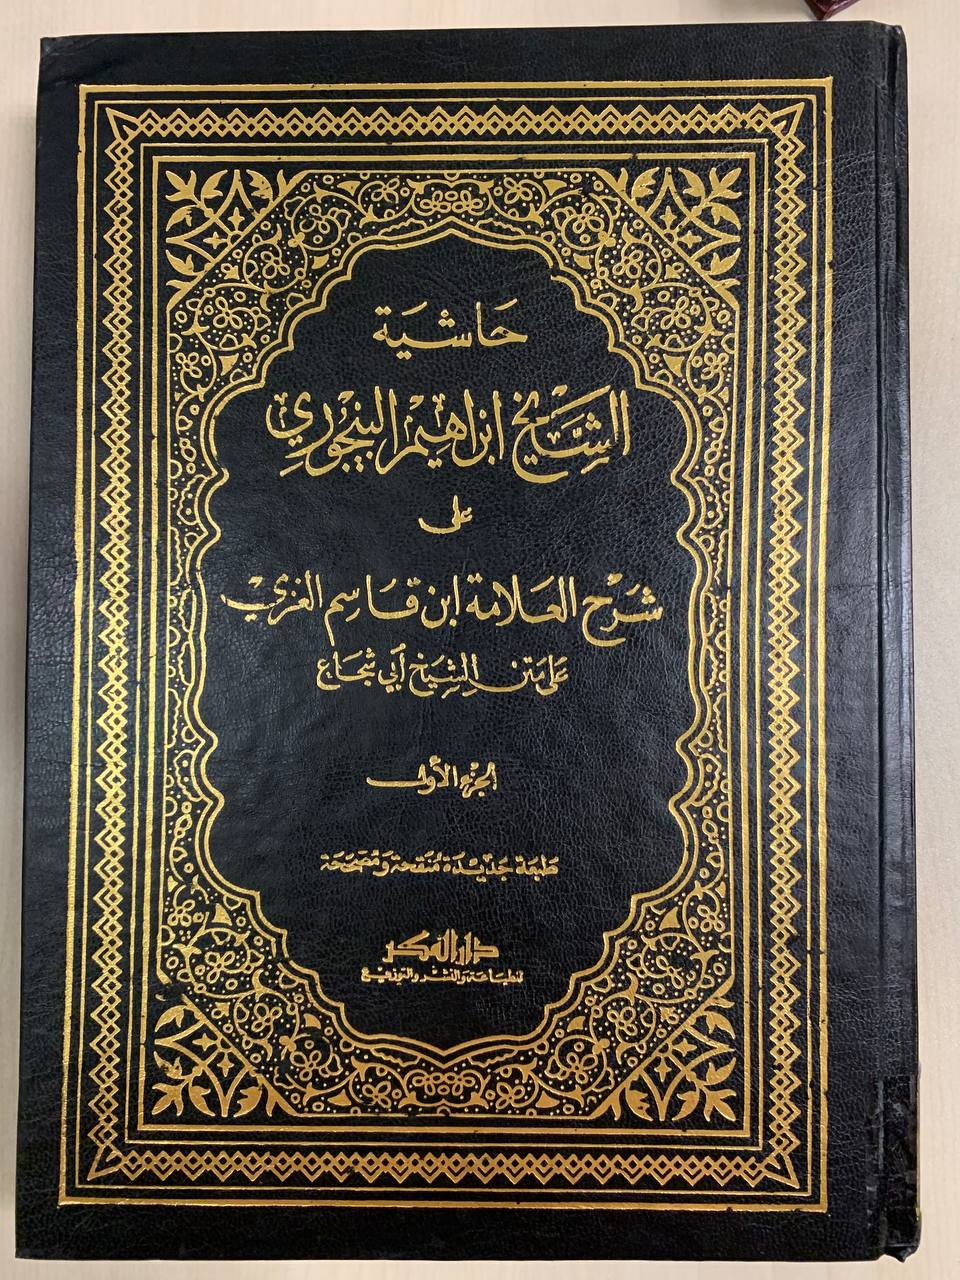 حاشية
الشيخ ابراهيم البيجوري
على
شرح العلامة ابن قاسم الغزي
على متن الشيخ أبي شجاع
الجزء الأول
طبعة جديدة منقحة ومصححة
دار الفكر
للطباعة والنشر والتوزيع